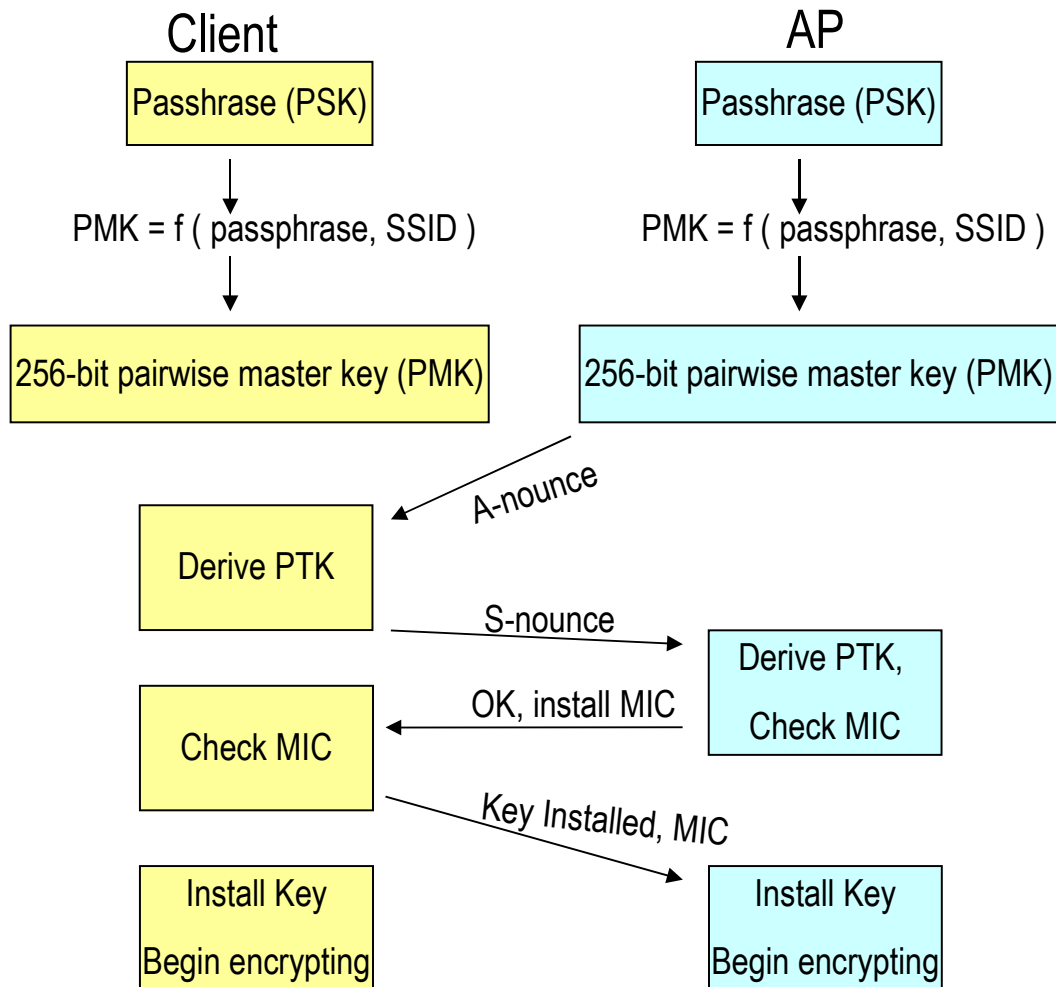 Client
AP
Passhrase (PSK)
Passhrase (PSK)
PMK = f ( passphrase, SSID )
PMK = f ( passphrase, SSID )
256-bit pairwise master key (PMK)
256-bit pairwise master key (PMK)
A-nounce
Derive PTK
S-nounce
Derive PTK,
Check MIC
OK, install MIC
Check MIC
Key Installed, MIC
Install Key
Begin encrypting
Install Key
Begin encrypting